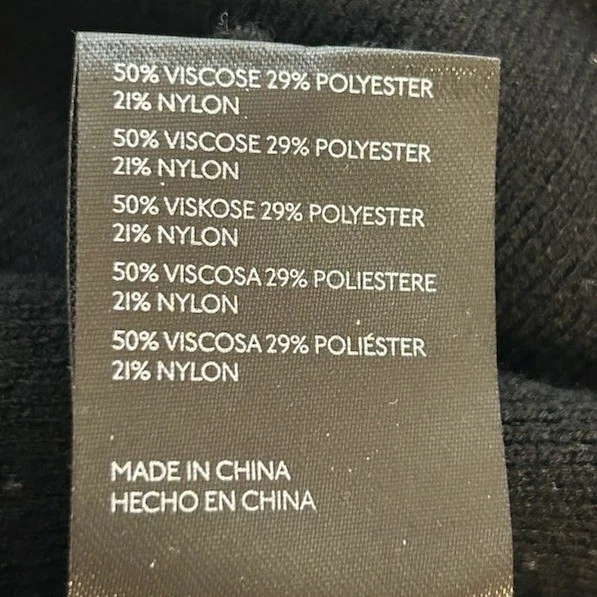 50% VISCOSE 29% POLYESTER
21% NYLON
50% VISCOSE 29% POLYESTER
21% NYLON
50% VISKOSE 29% POLYESTER
21% NYLON
50% VISCOSA 29% POLIESTERE
21% NYLON
50% VISCOSA 29% POLIÉSTER
21% NYLON
MADE IN CHINA
HECHO EN CHINA